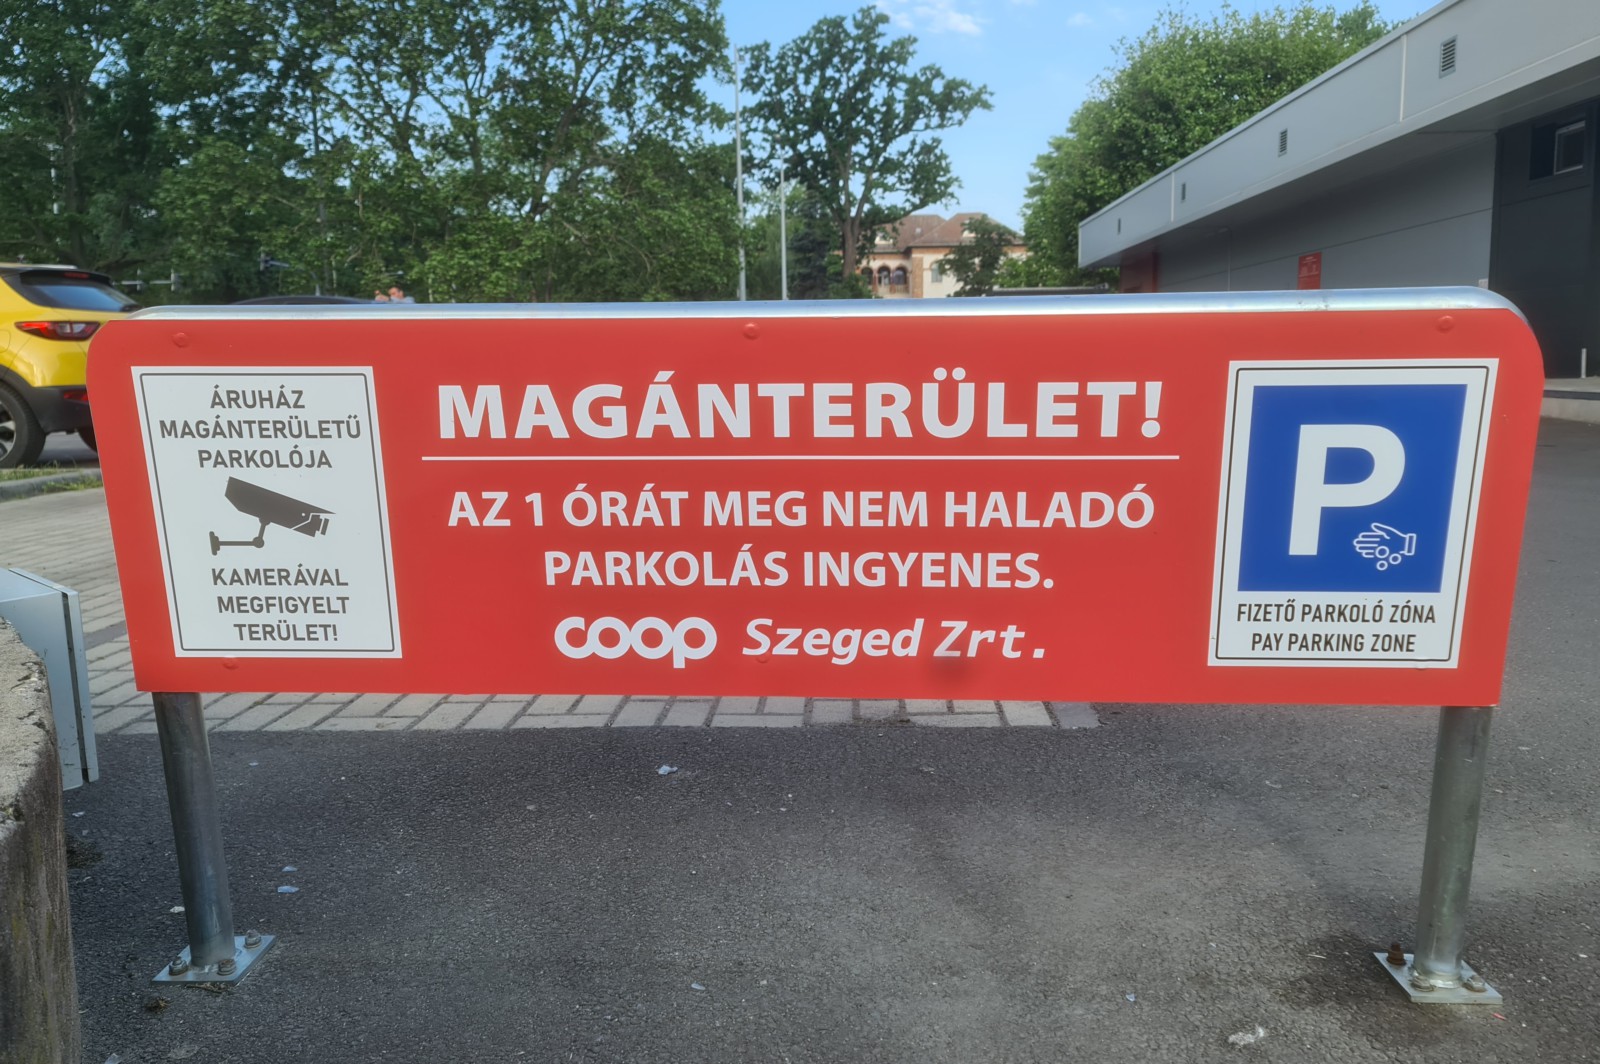 ÁRUHÁZ
MAGÁNTERÜLETŰ
PARKOLÓJA
KAMERÁVAL
MEGFIGYELT
TERÜLET!
MAGÁNTERÜLET!
AZ 1 ÓRÁT MEG NEM HALADÓ
PARKOLÁS INGYENES.
coop Szeged Zrt.
P
FIZETŐ PARKOLÓ ZÓNA
PAY PARKING ZONE